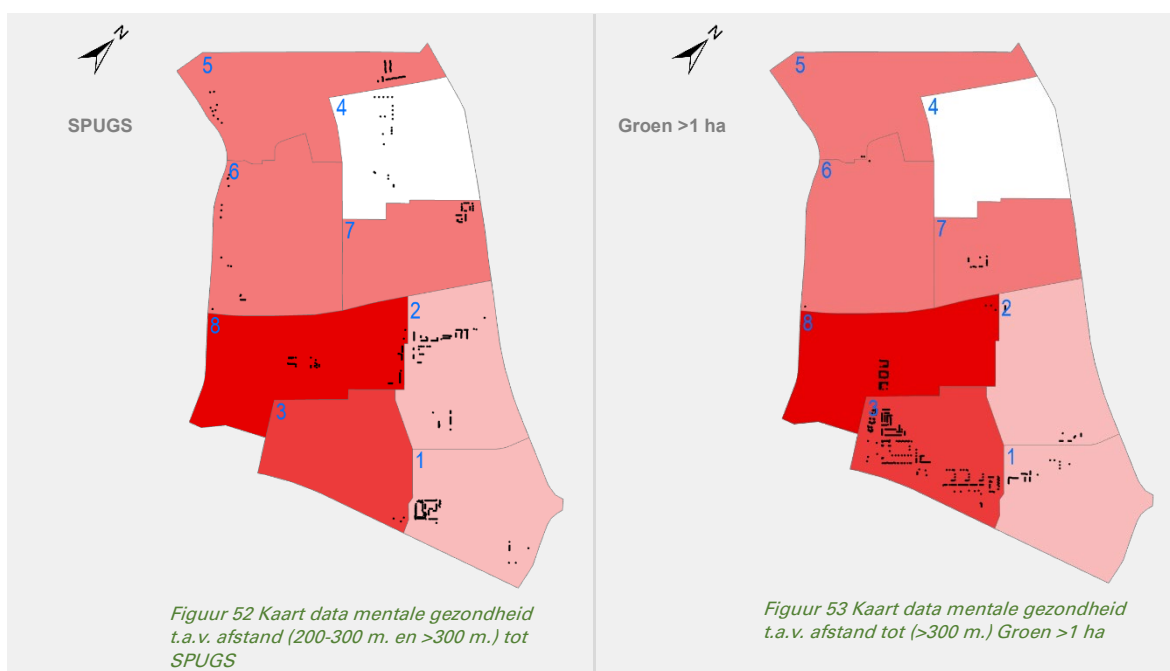 N
SPUGS
5
4
6
7
2
8
3
1
Figuur 52 Kaart data mentale gezondheid
t.a.v. afstand (200-300 m. en >300 m.) tot
SPUGS
N
Groen >1 ha
5
4
6
7
2
8
3
1
Figuur 53 Kaart data mentale gezondheid
t.a.v. afstand tot (>300 m.) Groen >1 ha